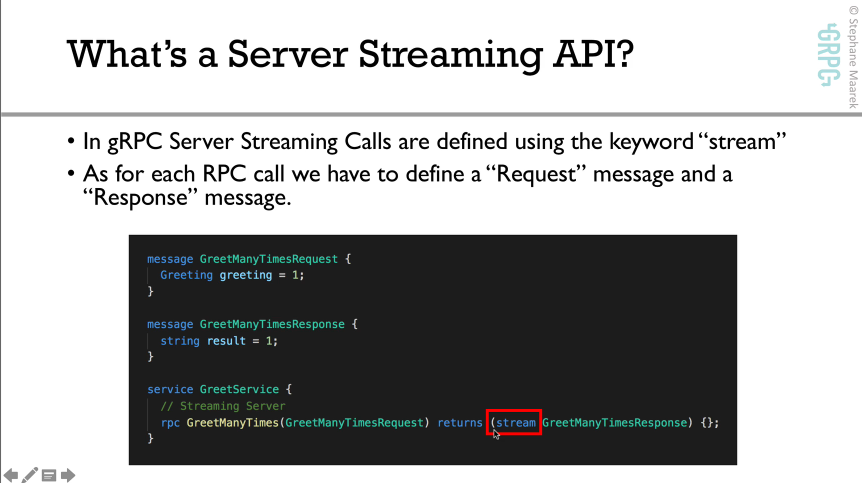 What's a Server Streaming API?
GRPC
© Stephane Maarek
• In gRPC Server Streaming Calls are defined using the keyword “stream”
• As for each RPC call we have to define a “Request” message and a
“Response” message.
message GreetManyTimesRequest {
Greeting greeting = 1;
}
message GreetManyTimesResponse {
string result = 1;
}
service GreetService {
// Streaming Server
rpc GreetManyTimes(GreetManyTimesRequest) returns (stream GreetManyTimesResponse) {};
}